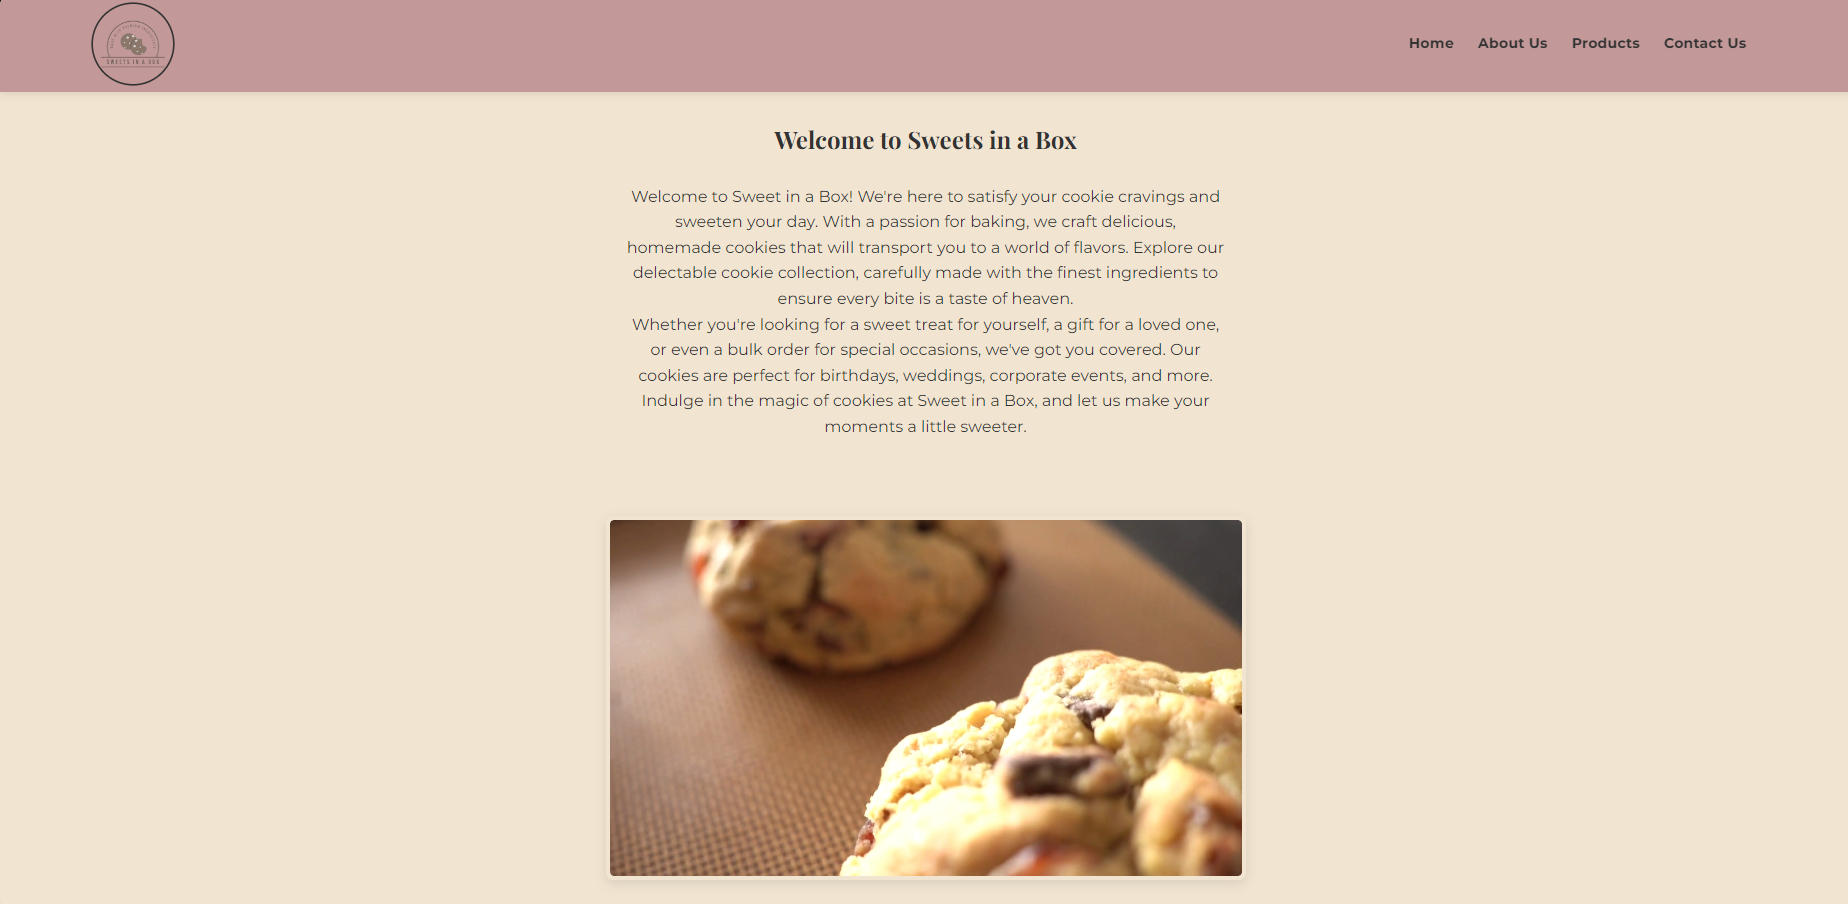 SWEETS IN A BOX
Home About Us Products Contact Us
Welcome to Sweets in a Box
Welcome to Sweet in a Box! We're here to satisfy your cookie cravings and
sweeten your day. With a passion for baking, we craft delicious,
homemade cookies that will transport you to a world of flavors. Explore our
delectable cookie collection, carefully made with the finest ingredients to
ensure every bite is a taste of heaven.
Whether you're looking for a sweet treat for yourself, a gift for a loved one,
or even a bulk order for special occasions, we've got you covered. Our
cookies are perfect for birthdays, weddings, corporate events, and more.
Indulge in the magic of cookies at Sweet in a Box, and let us make your
moments a little sweeter.